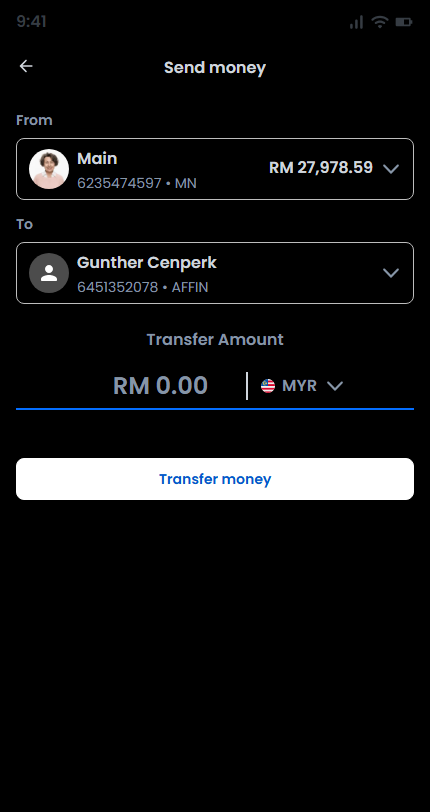 9:41
Send money
From
Main
RM 27,978.59
6235474597 • MN
To
Gunther Cenperk
6451352078 • AFFIN
Transfer Amount
RM 0.00
MYR
Transfer money